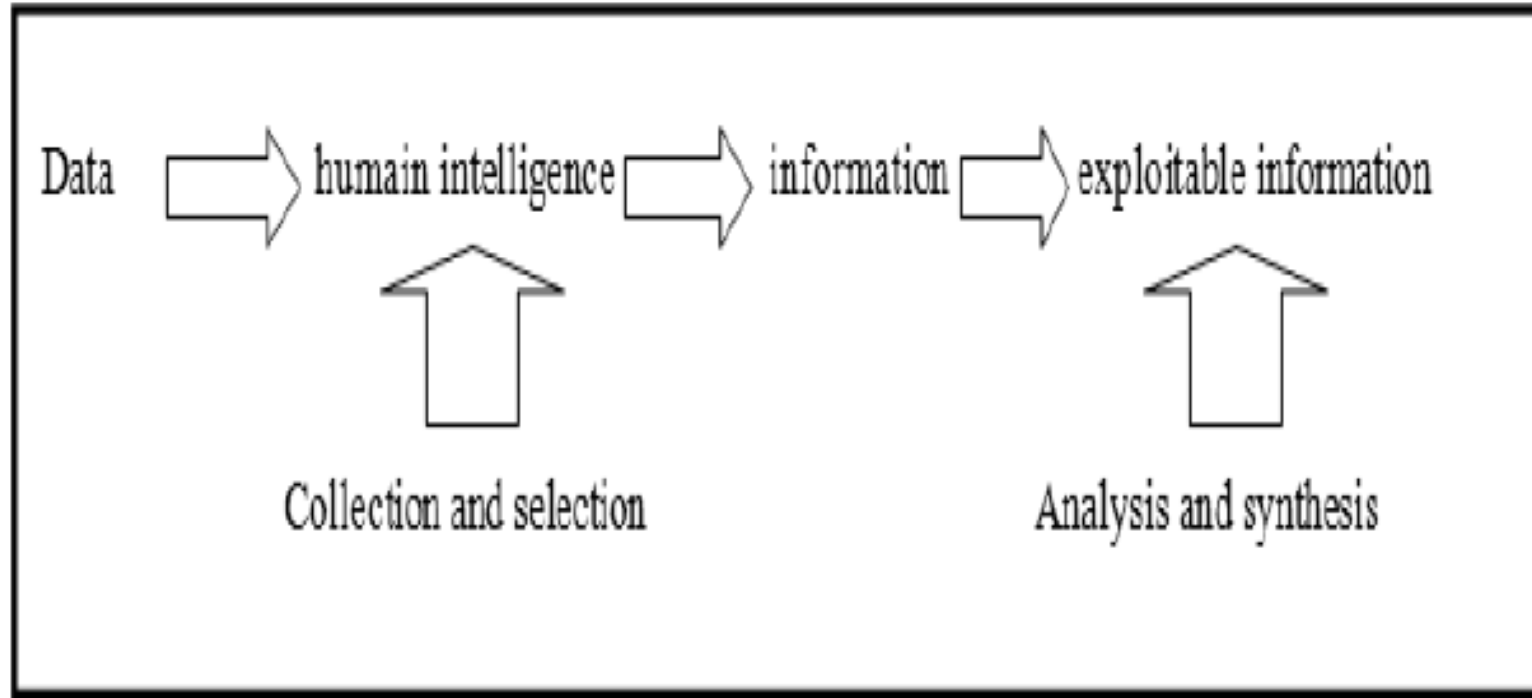 Data humain intelligence information exploitable information
Collection and selection Analysis and synthesis